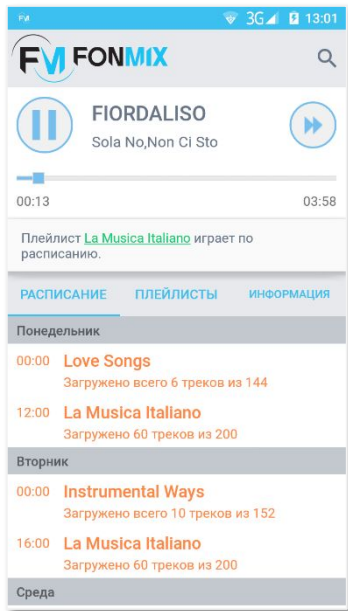 FM 3G 13:01
FM FONMIX
FIORDALISO
Sola No,Non Ci Sto
00:13 03:58
Плейлист La Musica Italiano играет по
расписанию.
РАСПИСАНИЕ ПЛЕЙЛИСТЫ ИНФОРМАЦИЯ
Понедельник
00:00 Love Songs
Загружено всего 6 треков из 144
12:00 La Musica Italiano
Загружено 60 треков из 200
Вторник
00:00 Instrumental Ways
Загружено всего 10 треков из 152
16:00 La Musica Italiano
Загружено 60 треков из 200
Среда